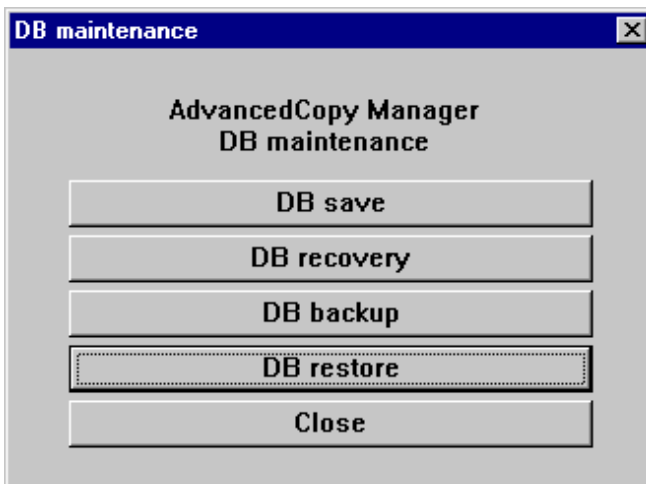 DB maintenance
AdvancedCopy Manager
DB maintenance
DB save
DB recovery
DB backup
DB restore
Close